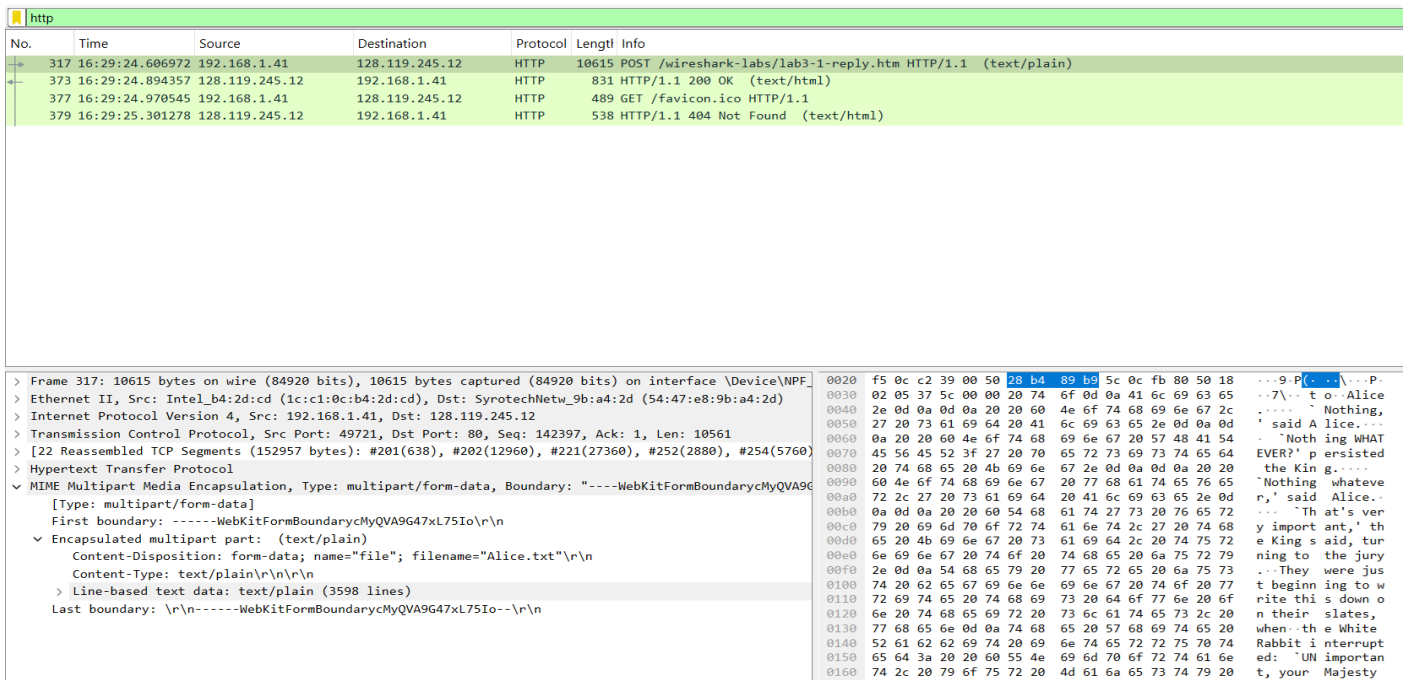 http
No. Time Source Destination Protocol Length Info
317 16:29:24.606972 192.168.1.41 128.119.245.12 HTTP 10615 POST /wireshark-labs/lab3-1-reply.htm HTTP/1.1 (text/plain)
373 16:29:24.894357 128.119.245.12 192.168.1.41 HTTP 831 HTTP/1.1 200 OK (text/html)
377 16:29:24.970545 192.168.1.41 128.119.245.12 HTTP 489 GET /favicon.ico HTTP/1.1
379 16:29:25.301278 128.119.245.12 192.168.1.41 HTTP 538 HTTP/1.1 404 Not Found (text/html)
> Frame 317: 10615 bytes on wire (84920 bits), 10615 bytes captured (84920 bits) on interface \Device\NPF_
> Ethernet II, Src: Intel_b4:2d:cd (1c:c1:0c:b4:2d:cd), Dst: SyrotechNetw_9b:a4:2d (54:47:e8:9b:a4:2d)
> Internet Protocol Version 4, Src: 192.168.1.41, Dst: 128.119.245.12
> Transmission Control Protocol, Src Port: 49721, Dst Port: 80, Seq: 142397, Ack: 1, Len: 10561
> [22 Reassembled TCP Segments (152957 bytes): #201(638), #202(12960), #221(27360), #252(2880), #254(5760)
> Hypertext Transfer Protocol
MIME Multipart Media Encapsulation, Type: multipart/form-data, Boundary: "----WebKitFormBoundarycMyQVA9G
[Type: multipart/form-data]
First boundary: ------WebKitFormBoundarycMyQVA9G47xL75Io\r\n
Encapsulated multipart part: (text/plain)
Content-Disposition: form-data; name="file"; filename="Alice.txt"\r\n
Content-Type: text/plain\r\n\r\n
> Line-based text data: text/plain (3598 lines)
Last boundary: \r\n------WebKitFormBoundarycMyQVA9G47xL75Io--\r\n
0020 f5 0c c2 39 00 50 28 b4 89 b9 5c 0c fb 80 50 18 ···9·P(· ··\···P·
0030 02 05 37 5c 00 00 20 74 6f 0d 0a 41 6c 69 63 65 ··7\·· t o··Alice
0040 2e 0d 0a 0d 0a 20 20 60 4e 6f 74 68 69 6e 67 2c .···· ` Nothing,
0050 27 20 73 61 69 64 20 41 6c 69 63 65 2e 0d 0a 0d ' said A lice.···
0060 0a 20 20 60 4e 6f 74 68 69 6e 67 20 57 48 41 54 · `Noth ing WHAT
0070 45 56 45 52 3f 27 20 70 65 72 73 69 73 74 65 64 EVER?' p ersisted
0080 20 74 68 65 20 4b 69 6e 67 2e 0d 0a 0d 0a 20 20 the Kin g.····
0090 60 4e 6f 74 68 69 6e 67 20 77 68 61 74 65 76 65 `Nothing whateve
00a0 72 2c 27 20 73 61 69 64 20 41 6c 69 63 65 2e 0d r,' said Alice.·
00b0 0a 0d 0a 20 20 60 54 68 61 74 27 73 20 76 65 72 ··· `Th at's ver
00c0 79 20 69 6d 70 6f 72 74 61 6e 74 2c 27 20 74 68 y import ant,' th
00d0 65 20 4b 69 6e 67 20 73 61 69 64 2c 20 74 75 72 e King s aid, tur
00e0 6e 69 6e 67 20 74 6f 20 74 68 65 20 6a 75 72 79 ning to the jury
00f0 2e 0d 0a 54 68 65 79 20 77 65 72 65 20 6a 75 73 .··They were jus
0100 74 20 62 65 67 69 6e 6e 69 6e 67 20 74 6f 20 77 t beginn ing to w
0110 72 69 74 65 20 74 68 69 73 20 64 6f 77 6e 20 6f rite thi s down o
0120 6e 20 74 68 65 69 72 20 73 6c 61 74 65 73 2c 20 n their slates,
0130 77 68 65 6e 0d 0a 74 68 65 20 57 68 69 74 65 20 when··th e White
0140 52 61 62 62 69 74 20 69 6e 74 65 72 72 75 70 74 Rabbit i nterrupt
0150 65 64 3a 20 20 60 55 4e 69 6d 70 6f 72 74 61 6e ed: `UN importan
0160 74 2c 20 79 6f 75 72 20 4d 61 6a 65 73 74 79 20 t, your Majesty